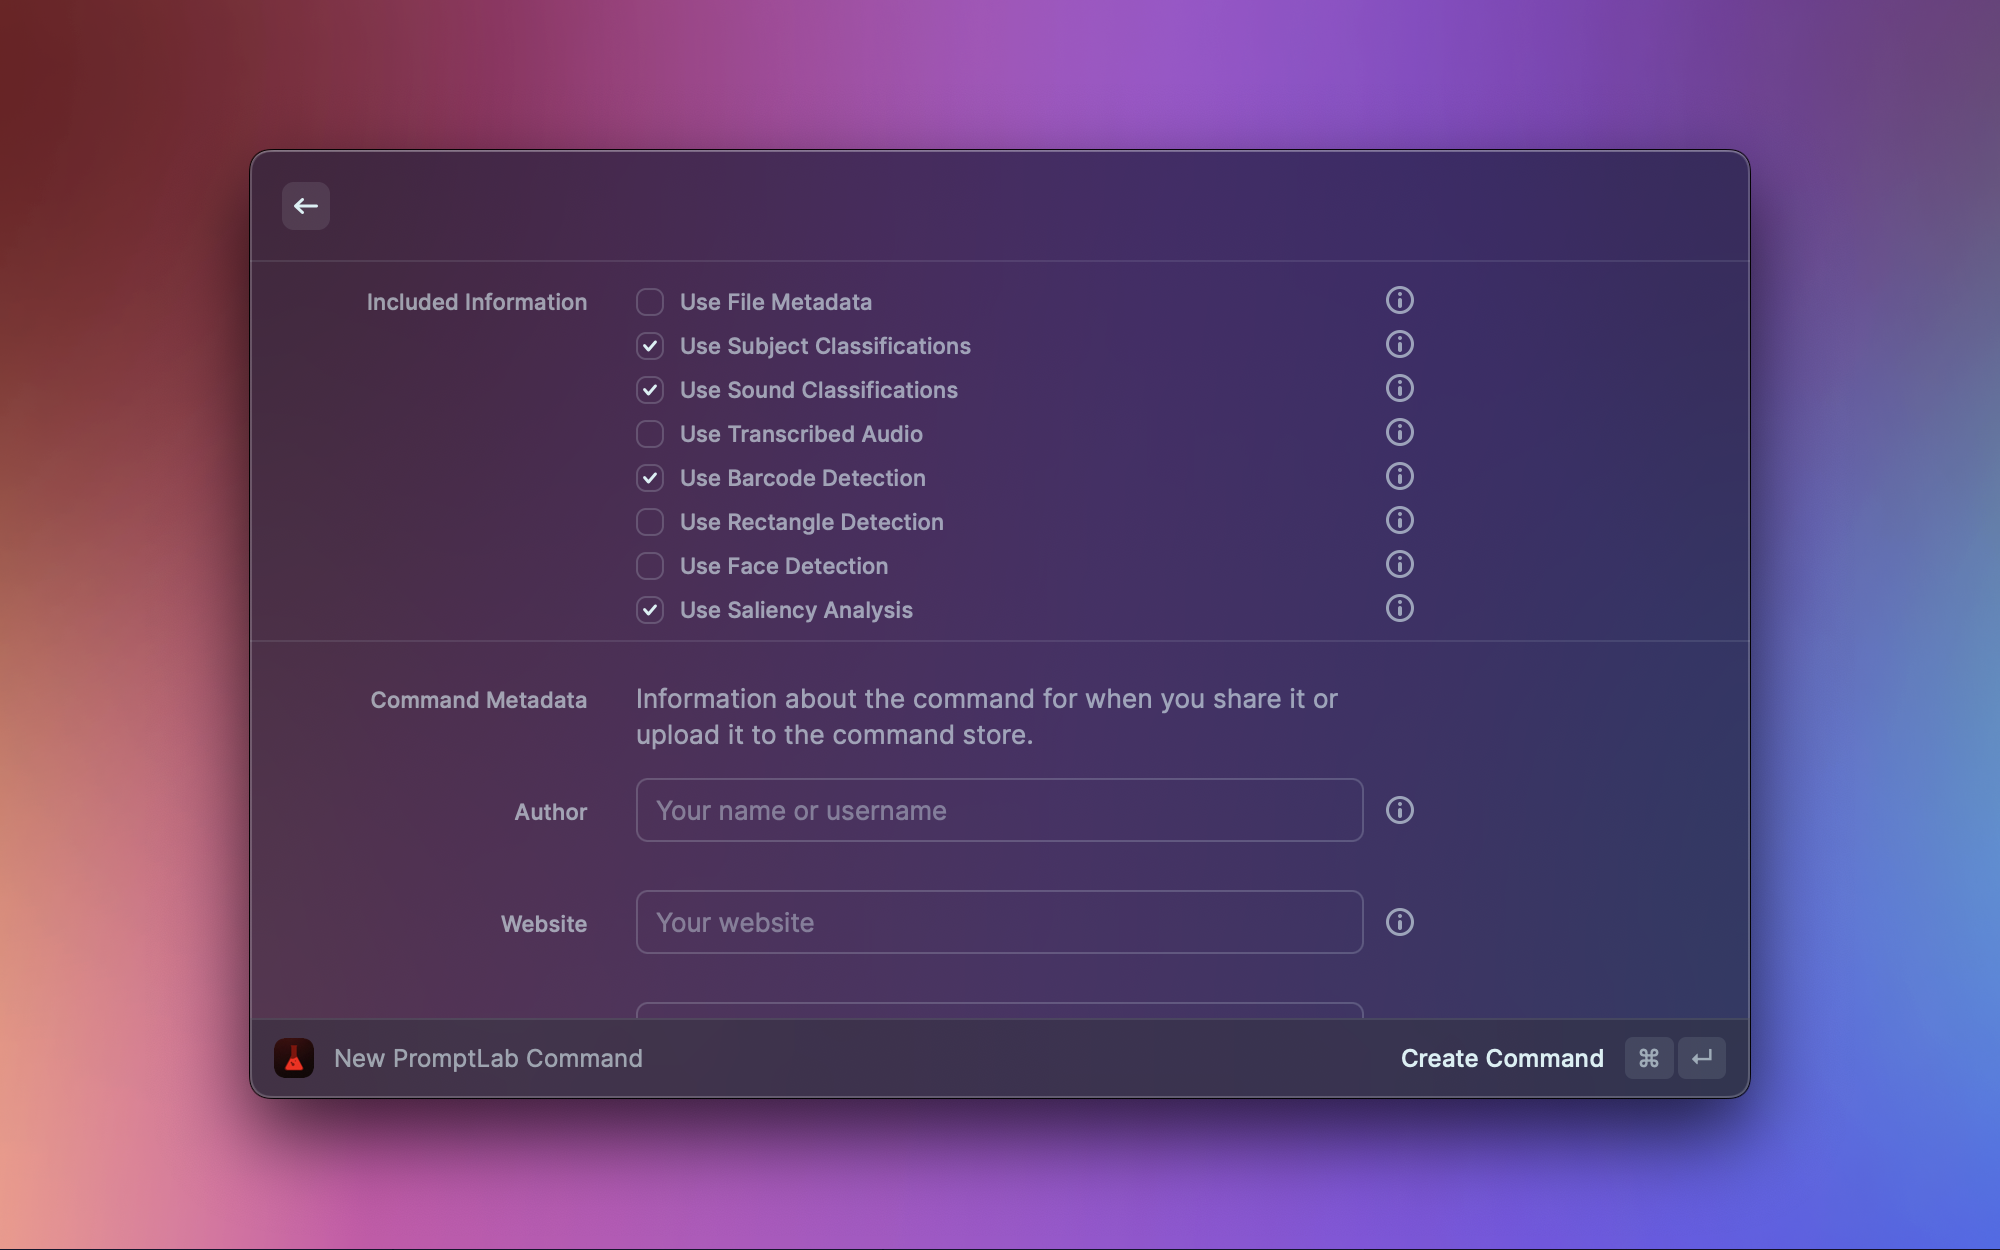 Included Information
Use File Metadata
Use Subject Classifications
Use Sound Classifications
Use Transcribed Audio
Use Barcode Detection
Use Rectangle Detection
Use Face Detection
Use Saliency Analysis
Command Metadata
Information about the command for when you share it or
upload it to the command store.
Author
Your name or username
Website
Your website
New PromptLab Command
Create Command ⌘ ↵